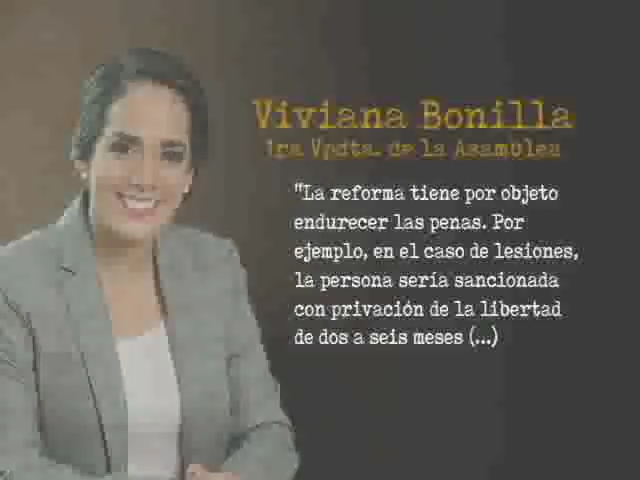 Viviana Bonilla
1ra Vpdta. de la Asamblea
"La reforma tiene por objeto
endurecer las penas. Por
ejemplo, en el caso de lesiones,
la persona sería sancionada
con privación de la libertad
de dos a seis meses (...)